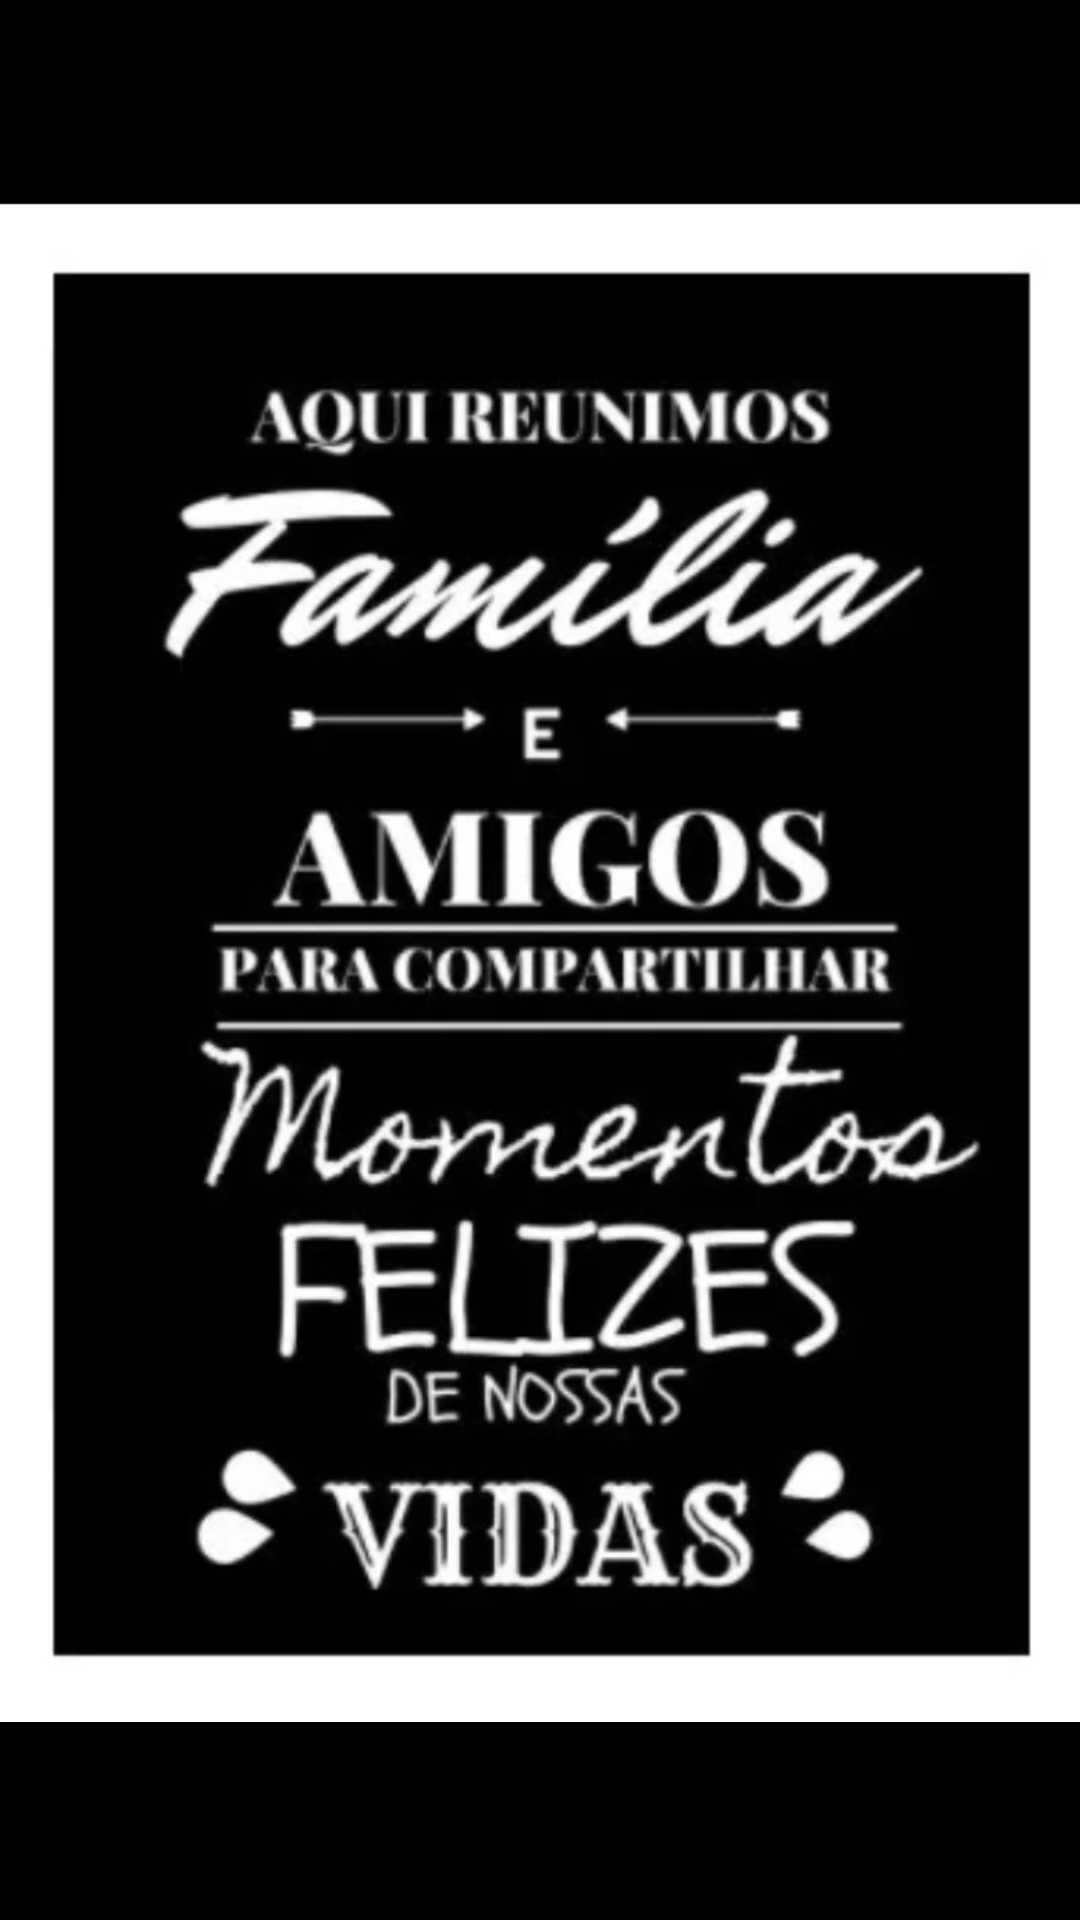 AQUI REUNIMOS
Família
E
AMIGOS
PARA COMPARTILHAR
Momentos
FELIZES
DE NOSSAS
VIDAS